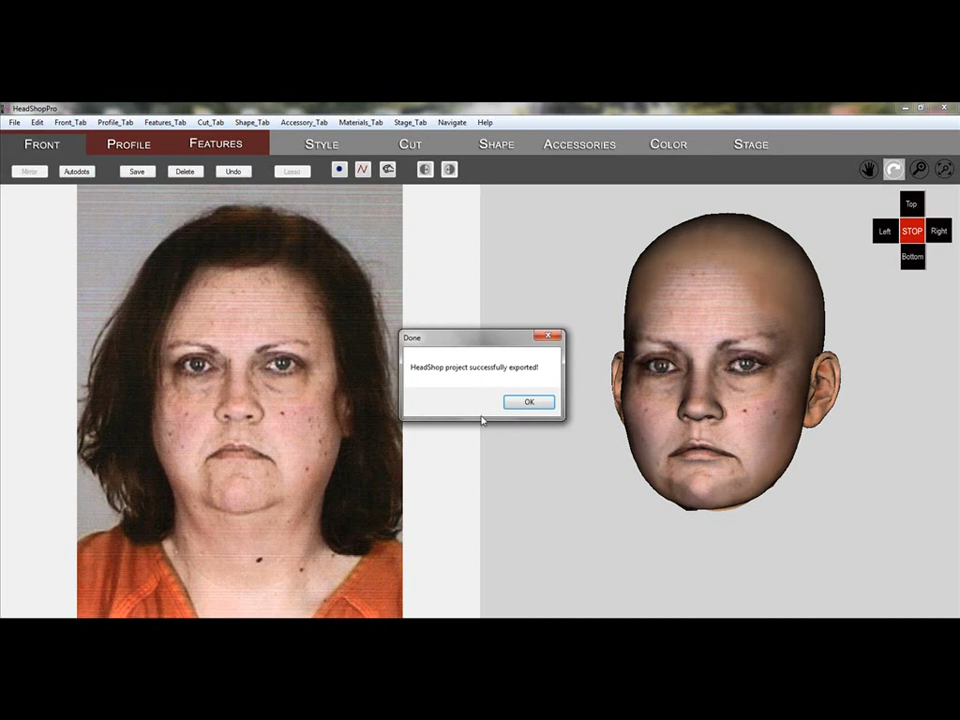 HeadShopPro
File Edit Front_Tab Profile_Tab Features_Tab Cut_Tab Shape_Tab Accessory_Tab Materials_Tab Stage_Tab Navigate Help
FRONT PROFILE FEATURES STYLE CUT SHAPE ACCESSORIES COLOR STAGE
Mirror Autodots Save Delete Undo Lasso
Top
Left STOP Right
Bottom
Done
HeadShop project successfully exported!
OK